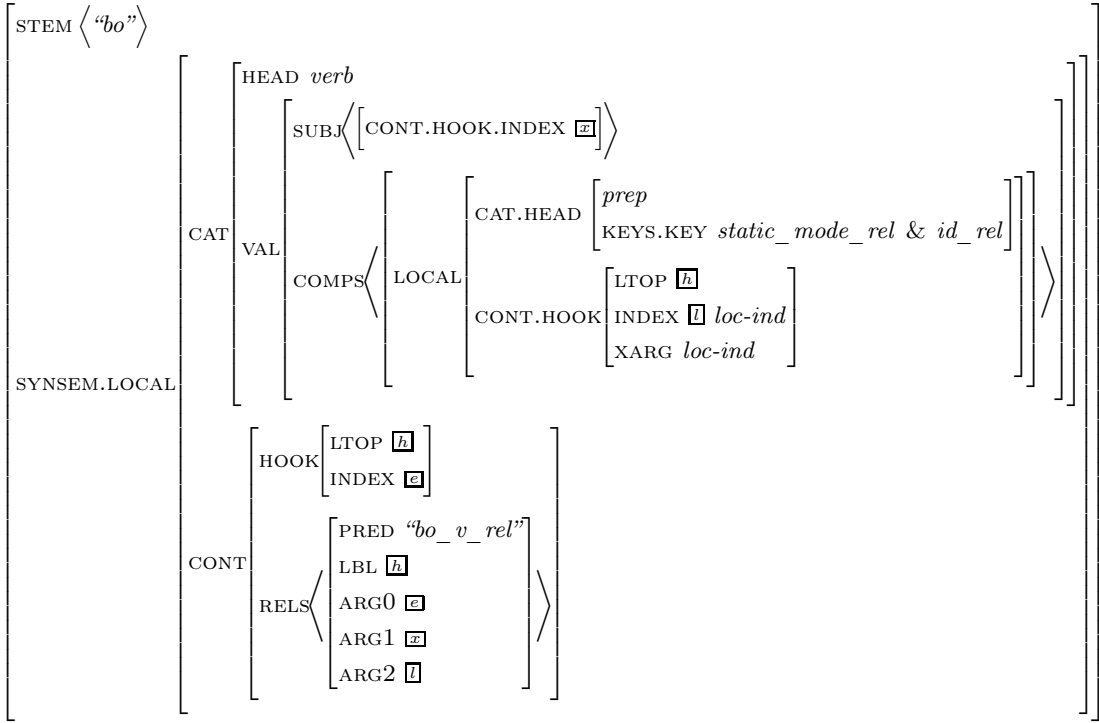 STEM ⟨“bo”⟩
HEAD verb
SUBJ⟨[CONT.HOOK.INDEX x]⟩
prep
CAT.HEAD
KEYS.KEY static_mode_rel & id_rel
CAT
VAL
COMPS⟨
LOCAL
LTOP h
CONT.HOOK
INDEX l loc-ind
XARG loc-ind
SYNSEM.LOCAL
LTOP h
HOOK
INDEX e
PRED “bo_v_rel”
CONT
LBL h
RELS⟨
ARG0 e
ARG1 x
ARG2 l